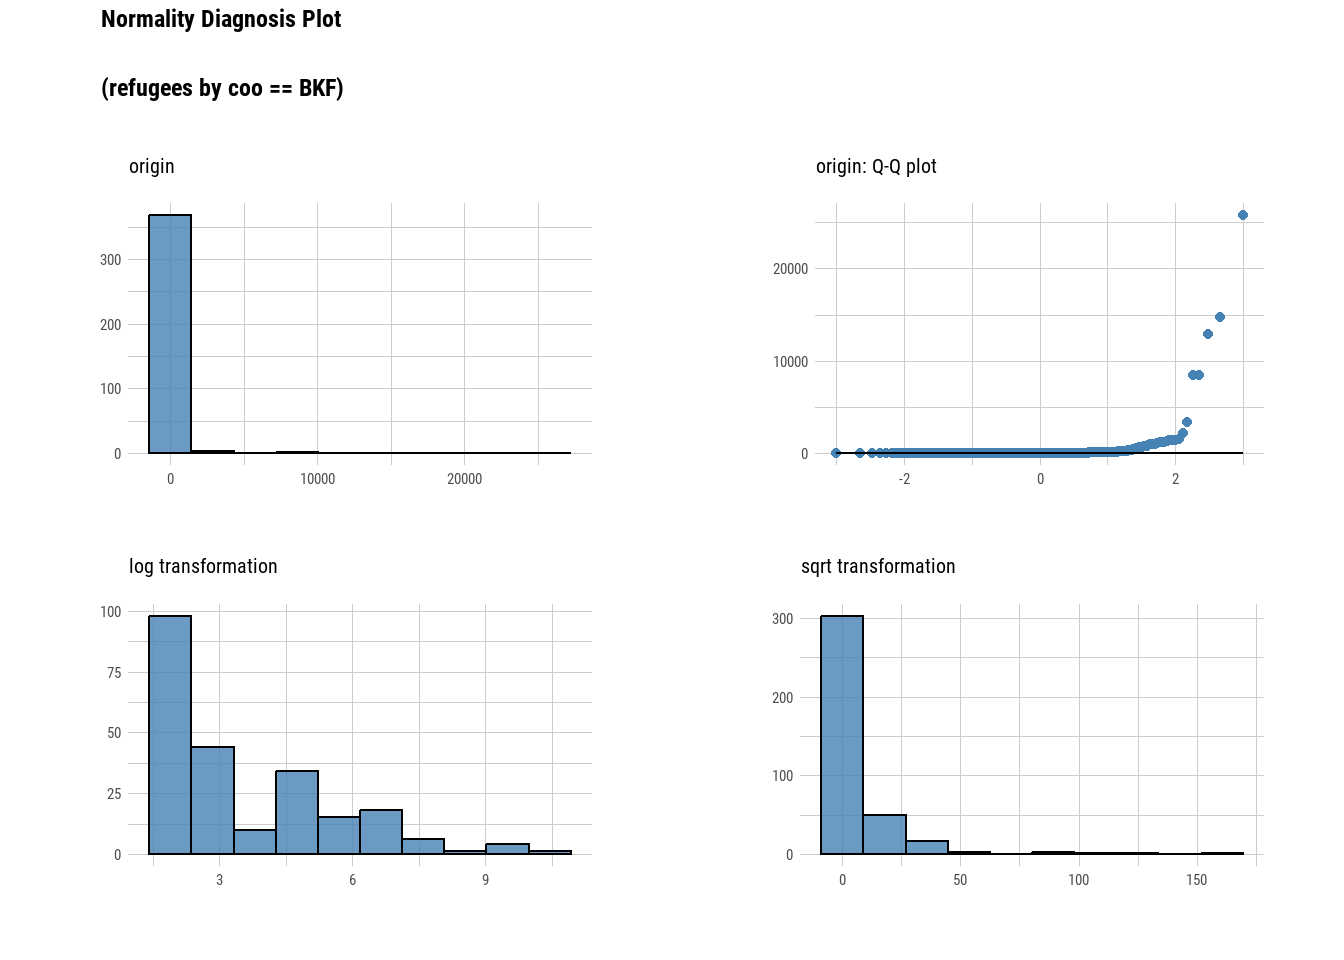 Normality Diagnosis Plot
(refugees by coo == BKF)
origin
300
200
100
0
0 10000 20000
origin: Q-Q plot
20000
10000
0
-2 0 2
log transformation
100
75
50
25
0
3 6 9
sqrt transformation
300
200
100
0
0 50 100 150